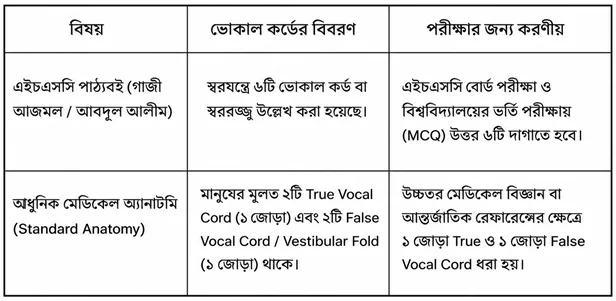 বিষয়
ভোকাল কর্ডের বিবরণ
পরীক্ষার জন্য করণীয়
এইচএসসি পাঠ্যবই (গাজী
আজমল / আবদুল আলীম)
স্বরযন্ত্রে ৬টি ভোকাল কর্ড বা
স্বররজ্জু উল্লেখ করা হয়েছে।
এইচএসসি বোর্ড পরীক্ষা ও
বিশ্ববিদ্যালয়ের ভর্তি পরীক্ষায়
(MCQ) উত্তর ৬টি দাগাতে হবে।
আধুনিক মেডিকেল অ্যানাটমি
(Standard Anatomy)
মানুষের মূলত ২টি True Vocal
Cord (১ জোড়া) এবং ২টি False
Vocal Cord / Vestibular Fold
(১ জোড়া) থাকে।
উচ্চতর মেডিকেল বিজ্ঞান বা
আন্তর্জাতিক রেফারেন্সের ক্ষেত্রে
১ জোড়া True ও ১ জোড়া False
Vocal Cord ধরা হয়।